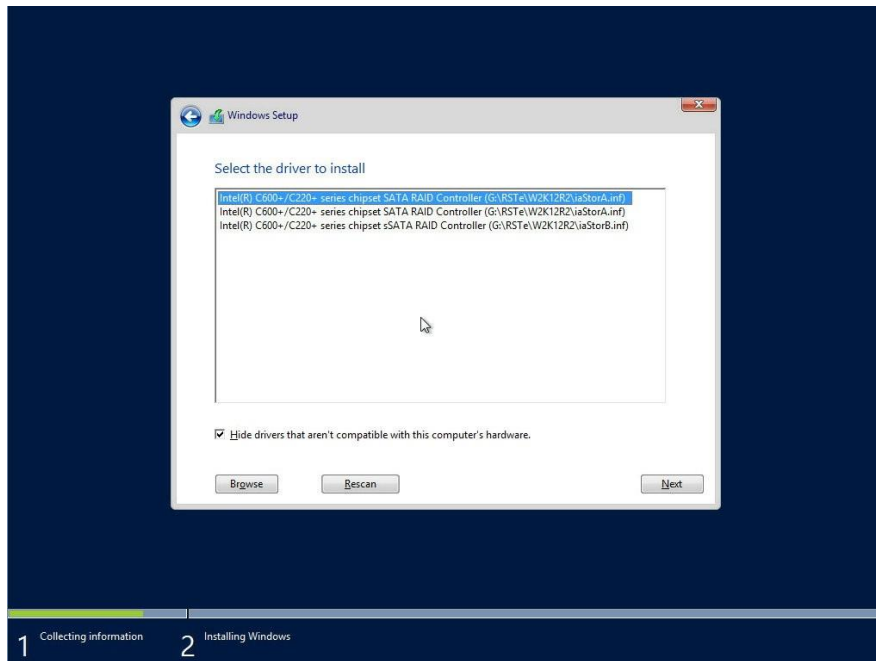 Windows Setup
Select the driver to install
Intel(R) C600+/C220+ series chipset SATA RAID Controller (G:\RSTe\W2K12R2\iaStorA.inf)
Intel(R) C600+/C220+ series chipset SATA RAID Controller (G:\RSTe\W2K12R2\iaStorA.inf)
Intel(R) C600+/C220+ series chipset sSATA RAID Controller (G:\RSTe\W2K12R2\iaStorB.inf)
Hide drivers that aren't compatible with this computer's hardware.
Browse Rescan Next
1 Collecting information 2 Installing Windows